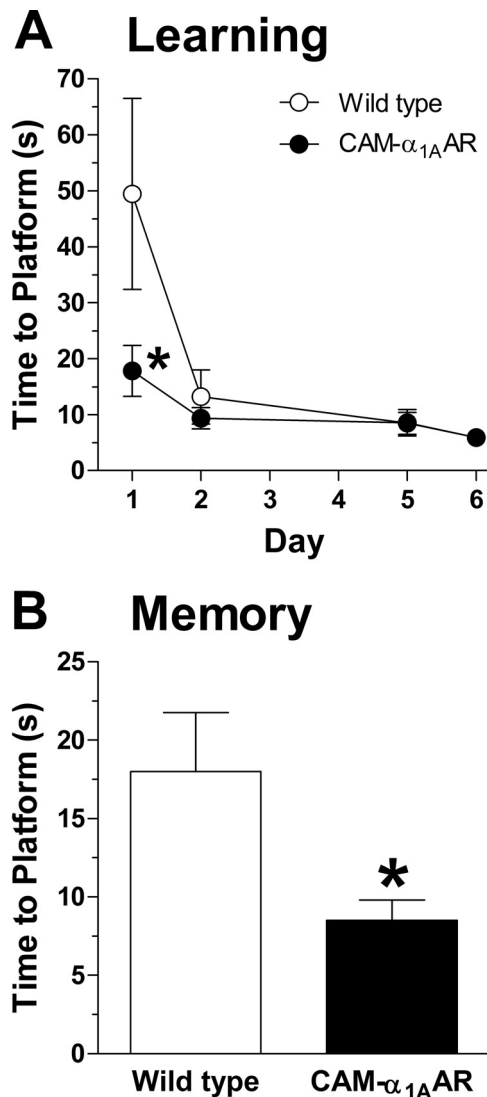 A Learning
70
60
50
40
30
20
10
0
Time to Platform (s)
Wild type
CAM-α₁ₐAR
*
1 2 3 4 5 6
Day
B Memory
25
20
15
10
5
0
Time to Platform (s)
*
Wild type CAM-α₁ₐAR